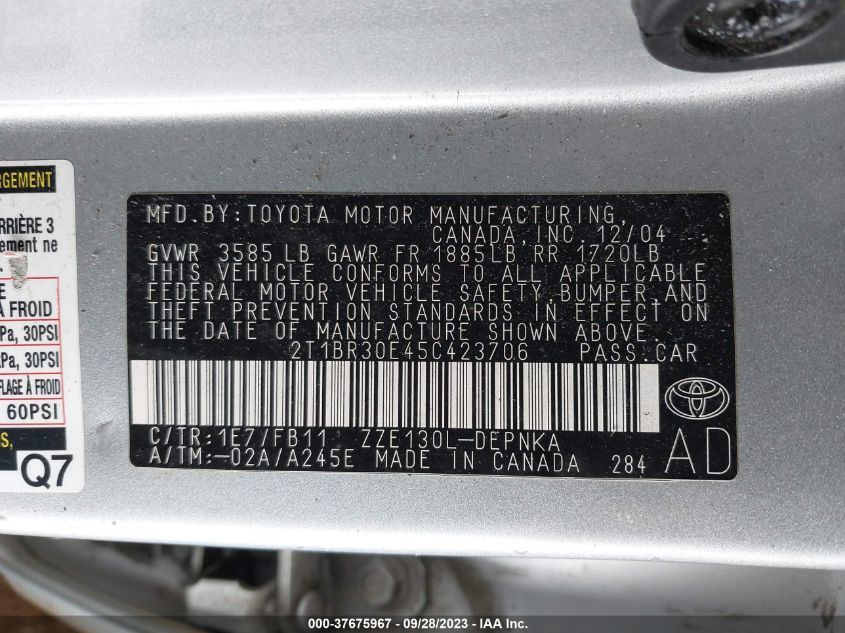 RGEMENT
RRIÈRE 3
gement ne
E
A FROID
kPa, 30PSI
kPa, 30PSI
FLAGE À FROID
60PSI
S,
Q7
MFD. BY: TOYOTA MOTOR MANUFACTURING,
CANADA, INC. 12/04
GVWR 3585 LB GAWR FR 1885LB RR 1720LB
THIS VEHICLE CONFORMS TO ALL APPLICABLE
FEDERAL MOTOR VEHICLE SAFETY, BUMPER, AND
THEFT PREVENTION STANDARDS IN EFFECT ON
THE DATE OF MANUFACTURE SHOWN ABOVE.
2T1BR30E45C423706 PASS. CAR
C/TR: 1E7/FB11 ZZE130L-DEPNKA
A/TM: -02A/A245E MADE IN CANADA 284
AD
000-37675967 - 09/28/2023 - IAA Inc.